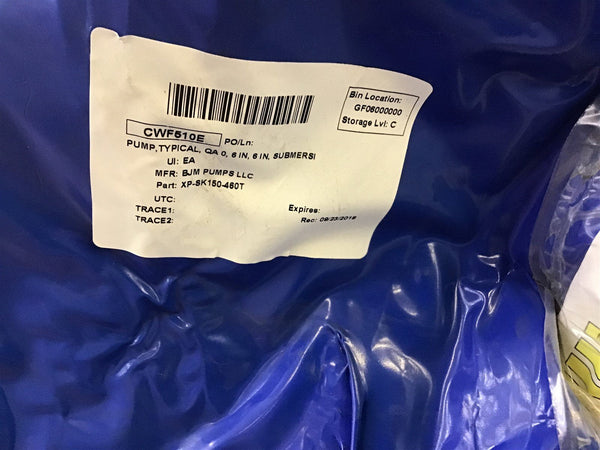 Bin Location:
GF06000000
Storage Lvl: C
CWF510E PO/Ln:
PUMP,TYPICAL, QA 0, 6 IN, 6 IN, SUBMERSI
UI: EA
MFR: BJM PUMPS LLC
Part: XP-SK150-460T
UTC:
TRACE1: Expires:
TRACE2: Rec: 09/23/2019